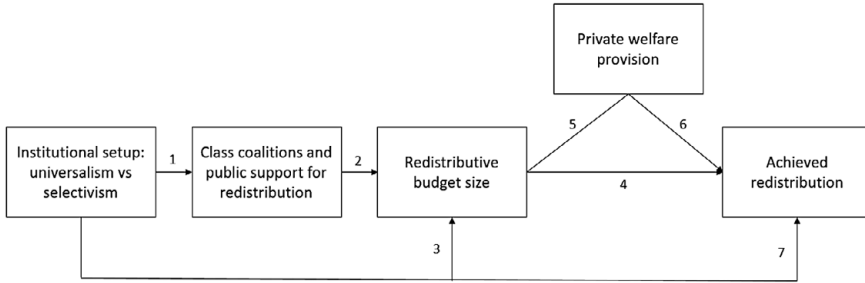 Private welfare
provision
5
6
Institutional setup:
universalism vs
selectivism
1
Class coalitions and
public support for
redistribution
2
Redistributive
budget size
4
Achieved
redistribution
3
7